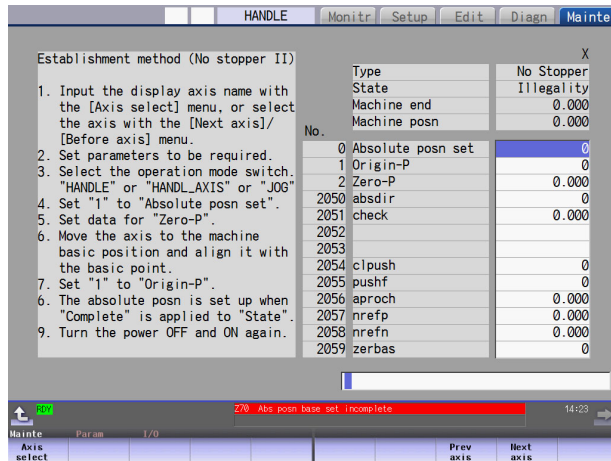 HANDLE Monitr Setup Edit Diagn Mainte
Establishment method (No stopper II)
1. Input the display axis name with
the [Axis select] menu, or select
the axis with the [Next axis]/
[Before axis] menu.
2. Set parameters to be required.
3. Select the operation mode switch.
"HANDLE" or "HANDL_AXIS" or "JOG"
4. Set "1" to "Absolute posn set".
5. Set data for "Zero-P".
6. Move the axis to the machine
basic position and align it with
the basic point.
7. Set "1" to "Origin-P".
6. The absolute posn is set up when
"Complete" is applied to "State".
9. Turn the power OFF and ON again.
X
Type No Stopper
State Illegality
Machine end 0.000
Machine posn 0.000
No.
0 Absolute posn set 0
1 Origin-P 0
2 Zero-P 0.000
2050 absdir 0
2051 check 0.000
2052
2053
2054 clpush 0
2055 pushf 0
2056 aproch 0.000
2057 nrefp 0.000
2058 nrefn 0.000
2059 zerbas 0
RDY Z70 Abs posn base set incomplete 14:23
Mainte Param I/O
Axis select Prev axis Next axis